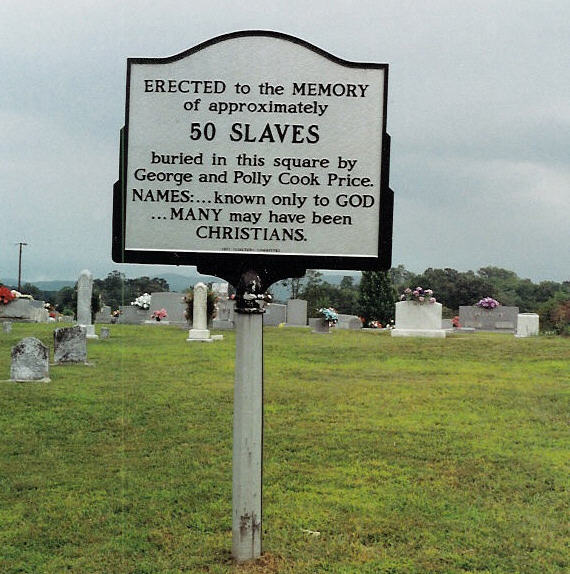 ERECTED to the MEMORY
of approximately
50 SLAVES
buried in this square by
George and Polly Cook Price.
NAMES:...known only to GOD
...MANY may have been
CHRISTIANS.